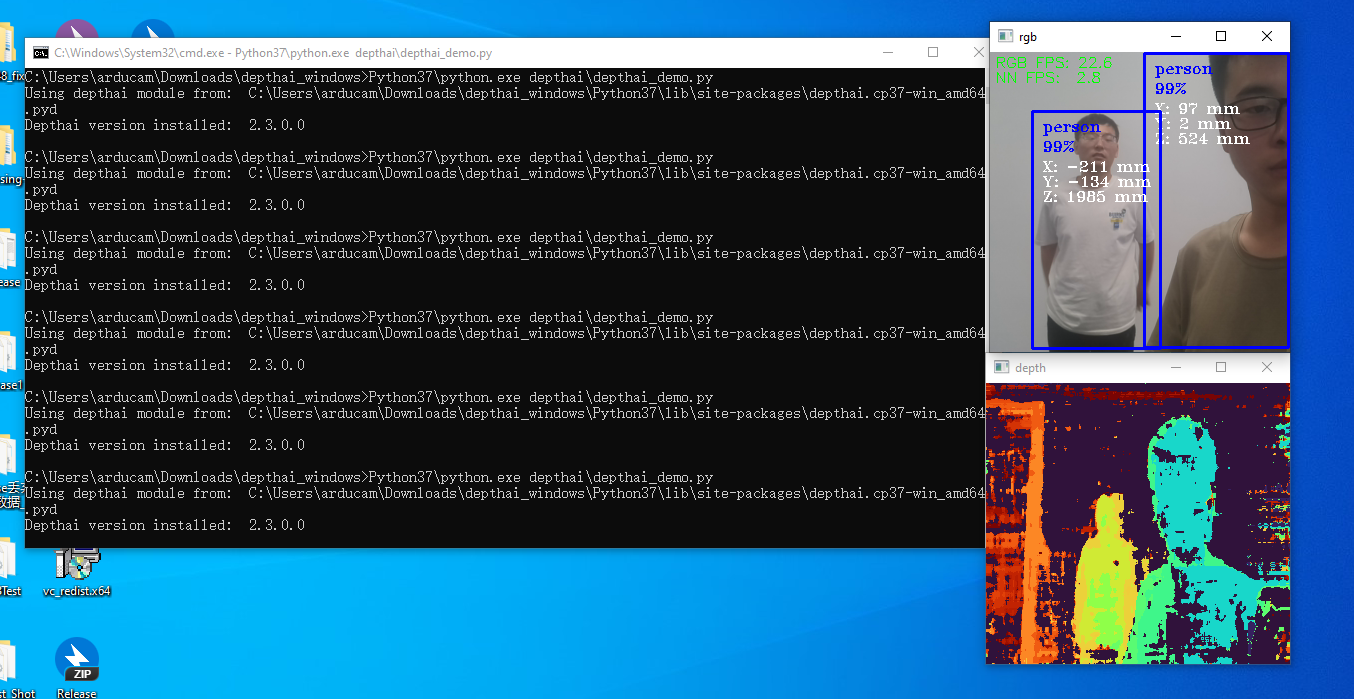 C:\Windows\System32\cmd.exe - Python37\python.exe depthai\depthai_demo.py
C:\Users\arducam\Downloads\depthai_windows>Python37\python.exe depthai\depthai_demo.py
Using depthai module from:  C:\Users\arducam\Downloads\depthai_windows\Python37\lib\site-packages\depthai.cp37-win_amd64
.pyd
Depthai version installed:  2.3.0.0
C:\Users\arducam\Downloads\depthai_windows>Python37\python.exe depthai\depthai_demo.py
Using depthai module from:  C:\Users\arducam\Downloads\depthai_windows\Python37\lib\site-packages\depthai.cp37-win_amd64
.pyd
Depthai version installed:  2.3.0.0
C:\Users\arducam\Downloads\depthai_windows>Python37\python.exe depthai\depthai_demo.py
Using depthai module from:  C:\Users\arducam\Downloads\depthai_windows\Python37\lib\site-packages\depthai.cp37-win_amd64
.pyd
Depthai version installed:  2.3.0.0
C:\Users\arducam\Downloads\depthai_windows>Python37\python.exe depthai\depthai_demo.py
Using depthai module from:  C:\Users\arducam\Downloads\depthai_windows\Python37\lib\site-packages\depthai.cp37-win_amd64
.pyd
Depthai version installed:  2.3.0.0
C:\Users\arducam\Downloads\depthai_windows>Python37\python.exe depthai\depthai_demo.py
Using depthai module from:  C:\Users\arducam\Downloads\depthai_windows\Python37\lib\site-packages\depthai.cp37-win_amd64
.pyd
Depthai version installed:  2.3.0.0
C:\Users\arducam\Downloads\depthai_windows>Python37\python.exe depthai\depthai_demo.py
Using depthai module from:  C:\Users\arducam\Downloads\depthai_windows\Python37\lib\site-packages\depthai.cp37-win_amd64
.pyd
Depthai version installed:  2.3.0.0
rgb
RGB FPS: 22.6
NN FPS:  2.8
person
99%
X: 97 mm
Y: 2 mm
Z: 524 mm
person
99%
X: -211 mm
Y: -134 mm
Z: 1985 mm
depth
8_fix
sing-
ease
ase1
Test
vc_redist.x64
ZIP
t_Shot
Release